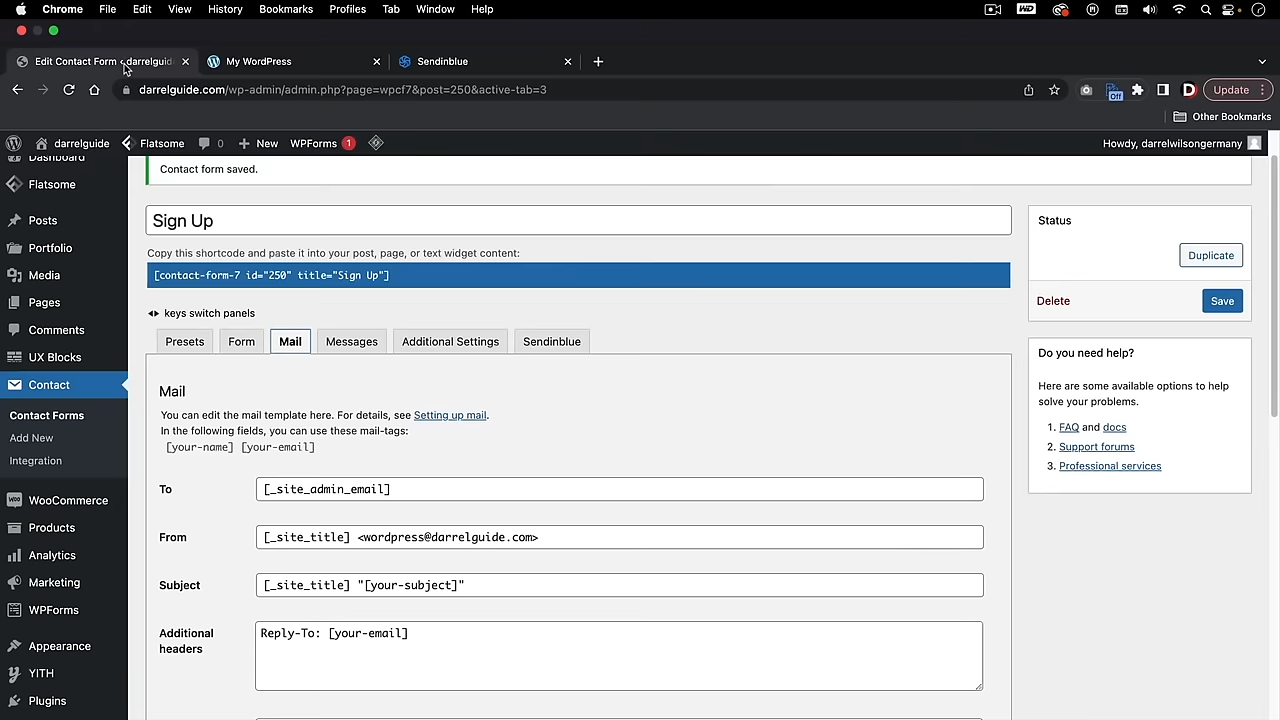 Chrome File Edit View History Bookmarks Profiles Tab Window Help
Edit Contact Form < darrelguid
My WordPress
Sendinblue
darrelguide.com/wp-admin/admin.php?page=wpcf7&post=250&active-tab=3
Off
Update
Other Bookmarks
darrelguide Flatsome 0 New WPForms 1
Howdy, darrelwilsongermany
Dashboard
Flatsome
Posts
Portfolio
Media
Pages
Comments
UX Blocks
Contact
Contact Forms
Add New
Integration
WooCommerce
Products
Analytics
Marketing
WPForms
Appearance
YITH
Plugins
Contact form saved.
Sign Up
Copy this shortcode and paste it into your post, page, or text widget content:
[contact-form-7 id="250" title="Sign Up"]
keys switch panels
Presets Form Mail Messages Additional Settings Sendinblue
Mail
You can edit the mail template here. For details, see Setting up mail.
In the following fields, you can use these mail-tags:
[your-name] [your-email]
To
[_site_admin_email]
From
[_site_title] <wordpress@darrelguide.com>
Subject
[_site_title] "[your-subject]"
Additional
headers
Reply-To: [your-email]
Status
Duplicate
Delete
Save
Do you need help?
Here are some available options to help
solve your problems.
1. FAQ and docs
2. Support forums
3. Professional services